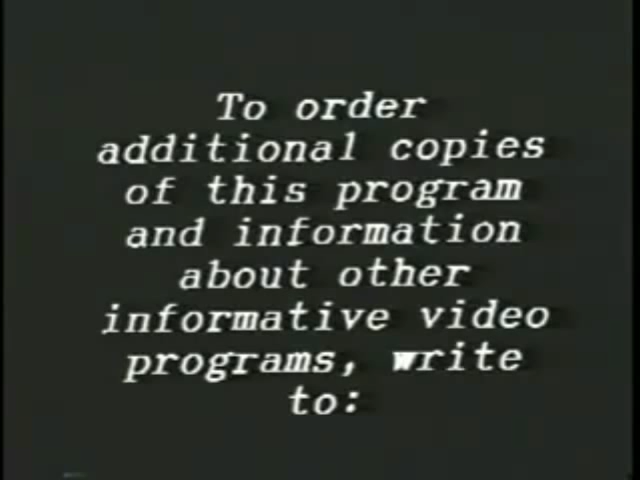 To order
additional copies
of this program
and information
about other
informative video
programs, write
to: